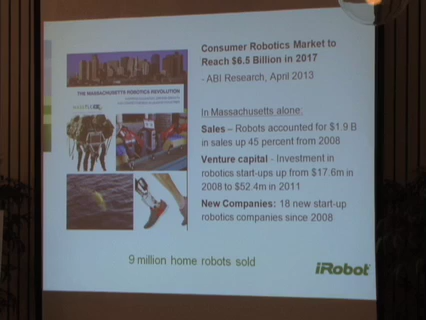 Consumer Robotics Market to
Reach $6.5 Billion in 2017
- ABI Research, April 2013
In Massachusetts alone:
Sales – Robots accounted for $1.9 B
in sales up 45 percent from 2008
Venture capital - Investment in
robotics start-ups up from $17.6m in
2008 to $52.4m in 2011
New Companies: 18 new start-up
robotics companies since 2008
THE MASSACHUSETTS ROBOTICS REVOLUTION
9 million home robots sold
iRobot